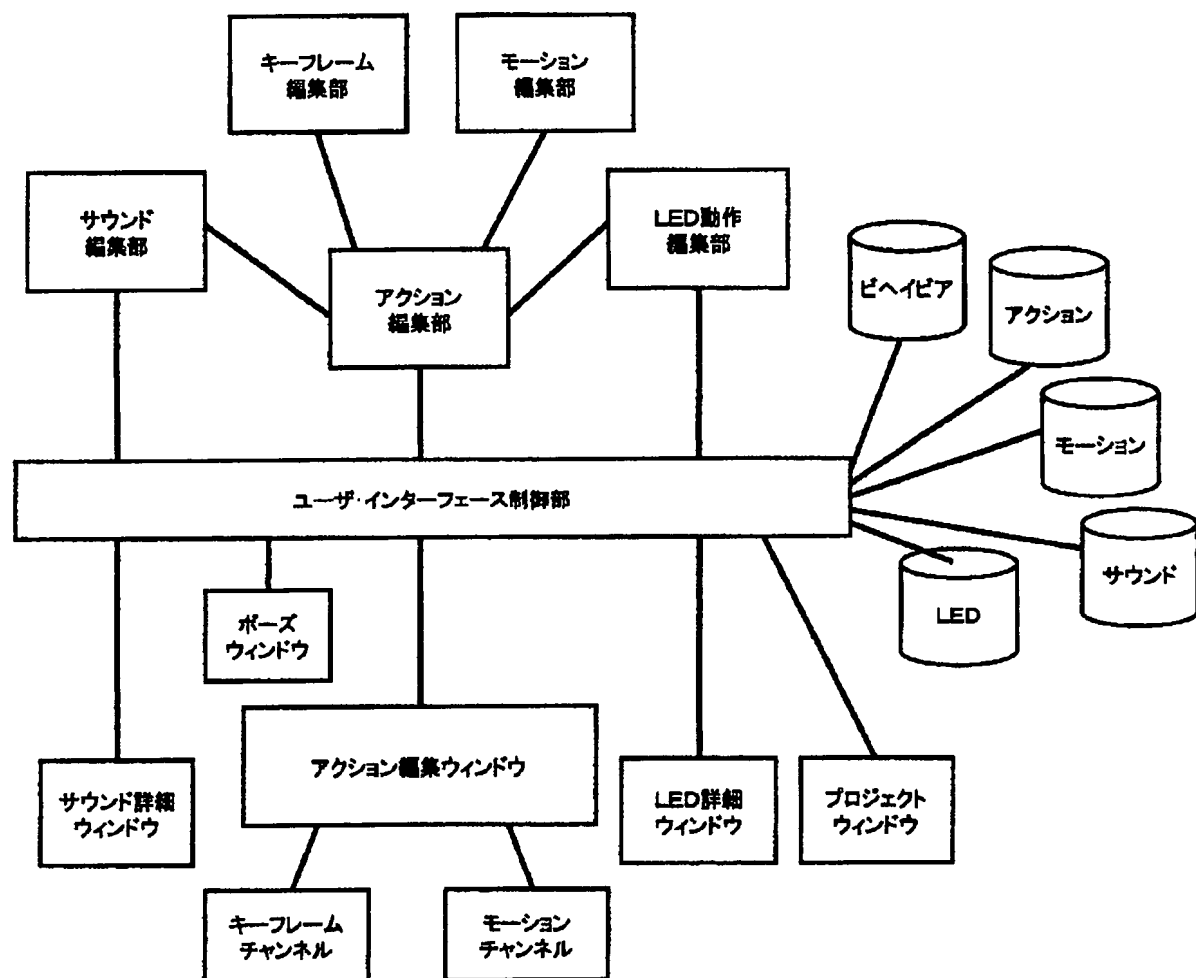 キーフレーム
編集部
モーション
編集部
サウンド
編集部
LED動作
編集部
アクション
編集部
ビヘイビア
アクション
モーション
サウンド
LED
ユーザ・インターフェース制御部
ポーズ
ウィンドウ
アクション編集ウィンドウ
サウンド詳細
ウィンドウ
LED詳細
ウィンドウ
プロジェクト
ウィンドウ
キーフレーム
チャンネル
モーション
チャンネル